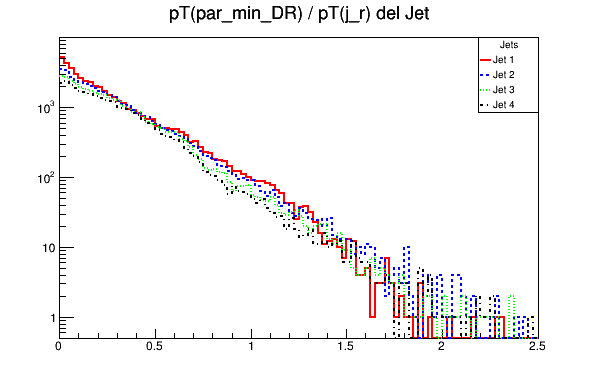 pT(par_min_DR) / pT(j_r) del Jet
Jets
Jet 1
Jet 2
Jet 3
Jet 4
10³
10²
10
1
0 0.5 1 1.5 2 2.5